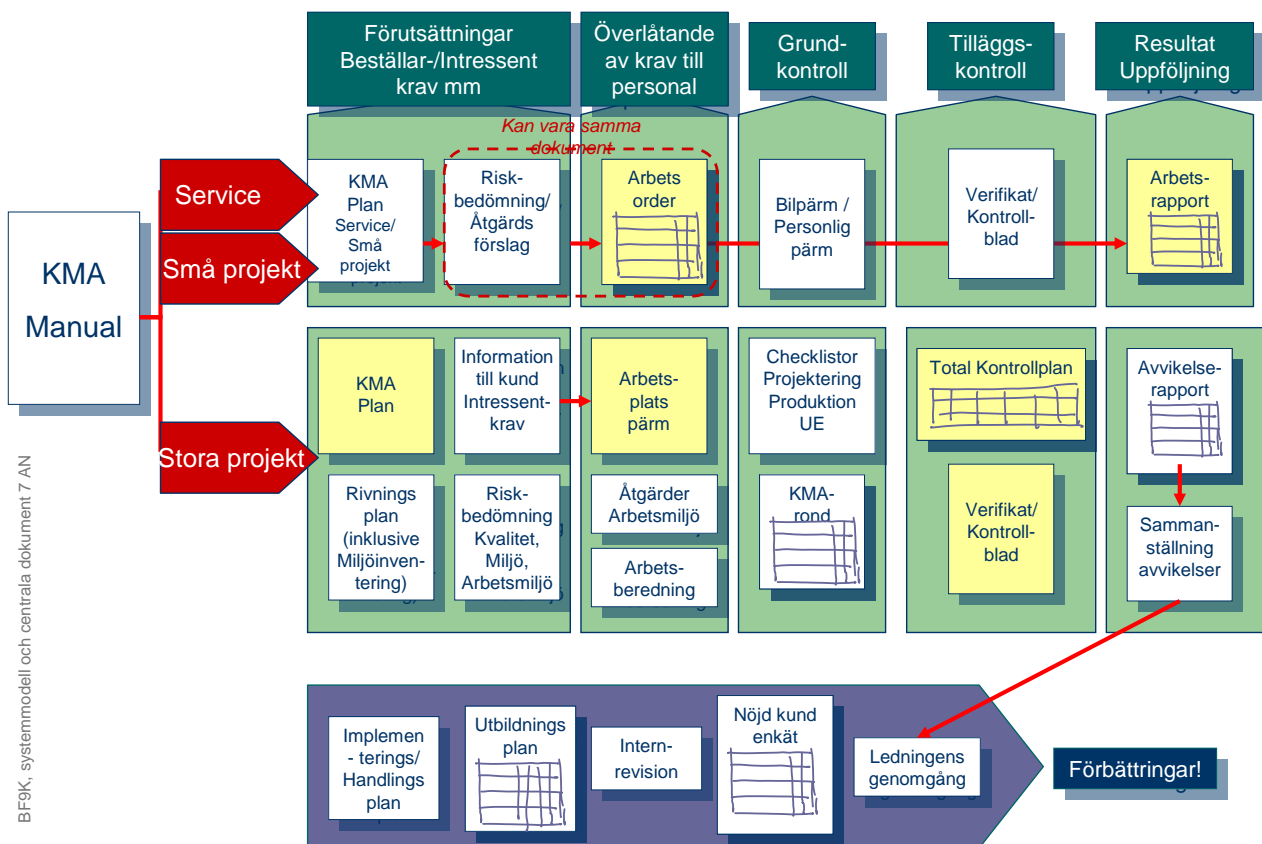 Förutsättningar
Beställar-/Intressent
krav mm
Överlåtande
av krav till
personal
Grund-
kontroll
Tilläggs-
kontroll
Resultat
Uppföljning
Kan vara samma
dokument
Service
Små projekt
KMA
Manual
KMA
Plan
Service/
Små
projekt
Risk-
bedömning/
Åtgärds
förslag
Arbets
order
Bilpärm /
Personlig
pärm
Verifikat/
Kontroll-
blad
Arbets-
rapport
Stora projekt
KMA
Plan
Information
till kund
Intressent-
krav
Arbets-
plats
pärm
Checklistor
Projektering
Produktion
UE
Total Kontrollplan
Avvikelse-
rapport
Rivnings
plan
(inklusive
Miljöinven-
tering)
Risk-
bedömning
Kvalitet,
Miljö,
Arbetsmiljö
Åtgärder
Arbetsmiljö
Arbets-
beredning
KMA-
rond
Verifikat/
Kontroll-
blad
Samman-
ställning
avvikelser
Implemen
- terings/
Handlings
plan
Utbildnings
plan
Intern-
revision
Nöjd kund
enkät
Ledningens
genomgång
Förbättringar!
BF9K, systemmodell och centrala dokument 7 AN